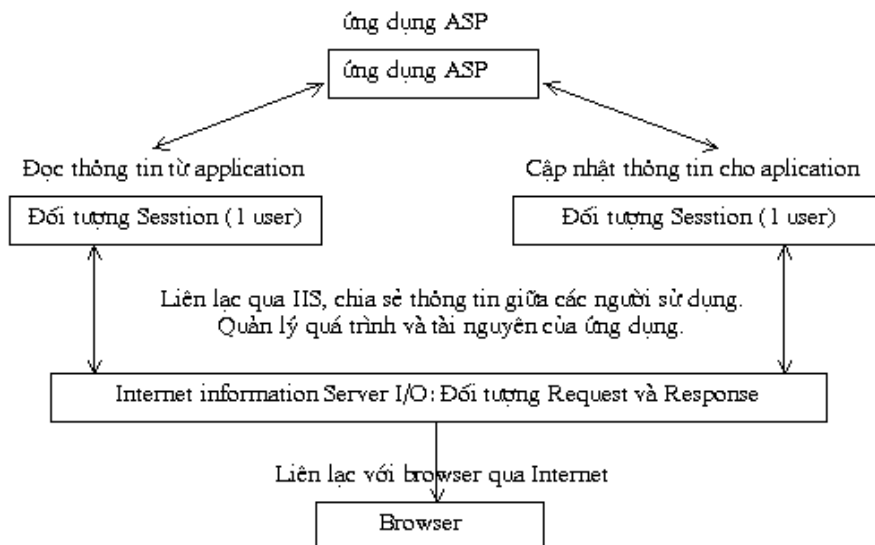 ứng dụng ASP
ứng dụng ASP
Đọc thông tin từ application
Cập nhật thông tin cho aplication
Đối tượng Sesstion (1 user)
Đối tượng Sesstion (1 user)
Liên lạc qua IIS, chia sẻ thông tin giữa các người sử dụng.
Quản lý quá trình và tài nguyên của ứng dụng.
Internet information Server I/O: Đối tượng Request và Response
Liên lạc với browser qua Internet
Browser